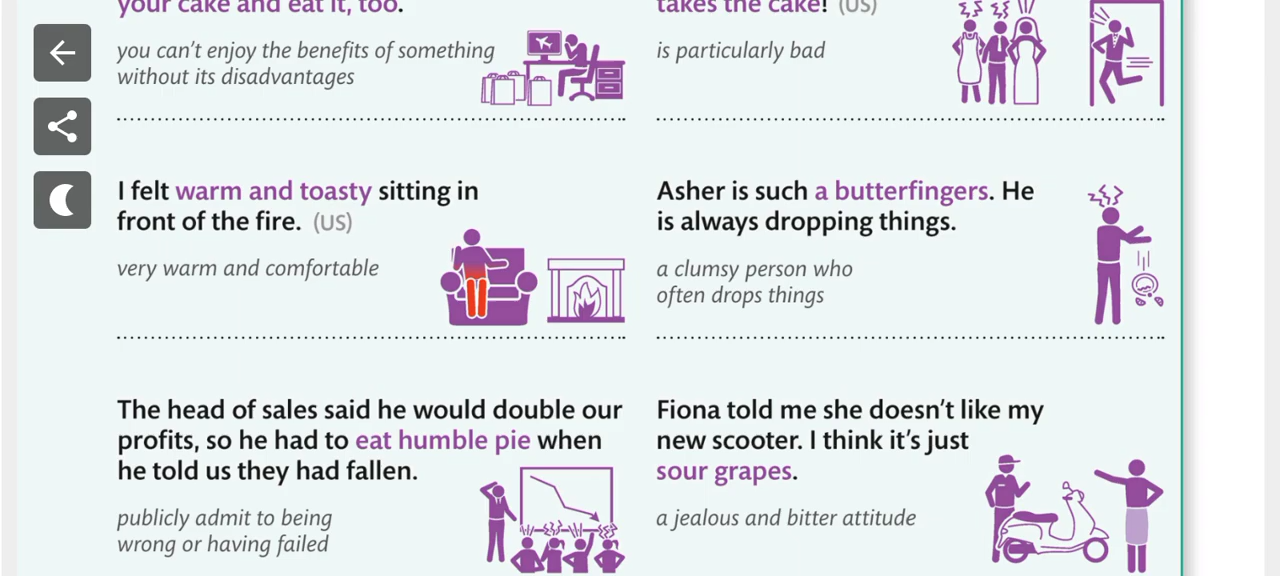 your cake and eat it, too.
you can't enjoy the benefits of something
without its disadvantages
takes the cake! (US)
is particularly bad
I felt warm and toasty sitting in
front of the fire. (US)
very warm and comfortable
Asher is such a butterfingers. He
is always dropping things.
a clumsy person who
often drops things
The head of sales said he would double our
profits, so he had to eat humble pie when
he told us they had fallen.
publicly admit to being
wrong or having failed
Fiona told me she doesn't like my
new scooter. I think it's just
sour grapes.
a jealous and bitter attitude